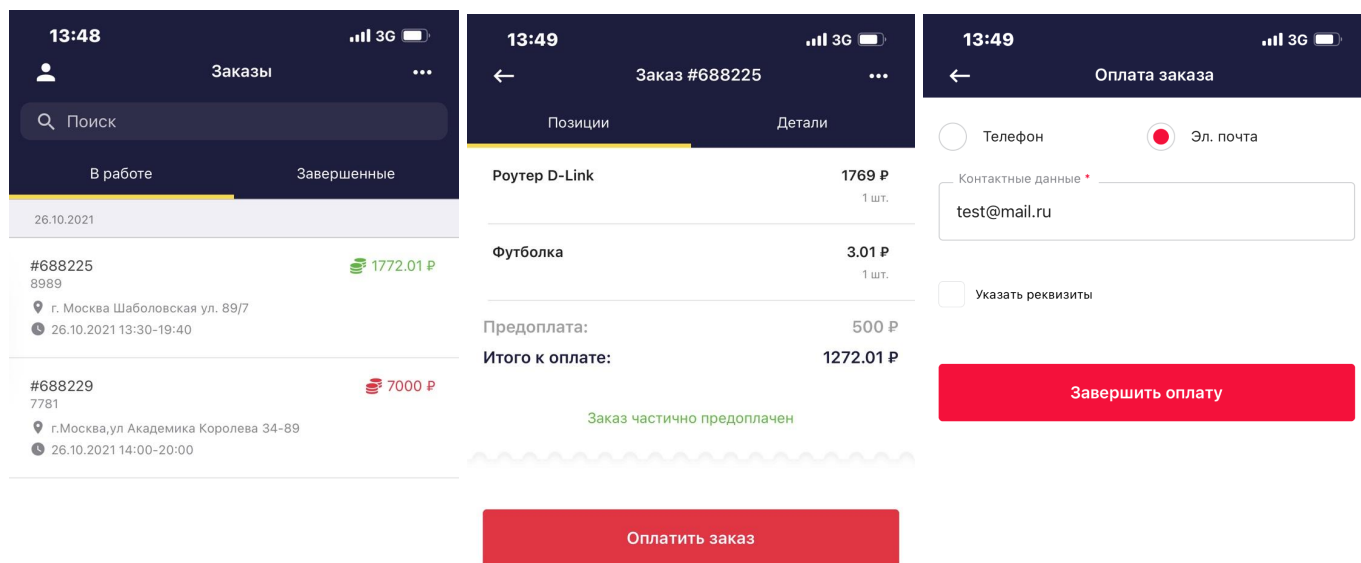 13:48
3G
Заказы
Поиск
В работе
Завершенные
26.10.2021
#688225
1772.01 ₽
8989
г. Москва Шаболовская ул. 89/7
26.10.2021 13:30-19:40
#688229
7000 ₽
7781
г.Москва,ул Академика Королева 34-89
26.10.2021 14:00-20:00
13:49
3G
Заказ #688225
Позиции
Детали
Роутер D-Link
1769 ₽
1 шт.
Футболка
3.01 ₽
1 шт.
Предоплата:
500 ₽
Итого к оплате:
1272.01 ₽
Заказ частично предоплачен
Оплатить заказ
13:49
3G
Оплата заказа
Телефон
Эл. почта
Контактные данные *
test@mail.ru
Указать реквизиты
Завершить оплату